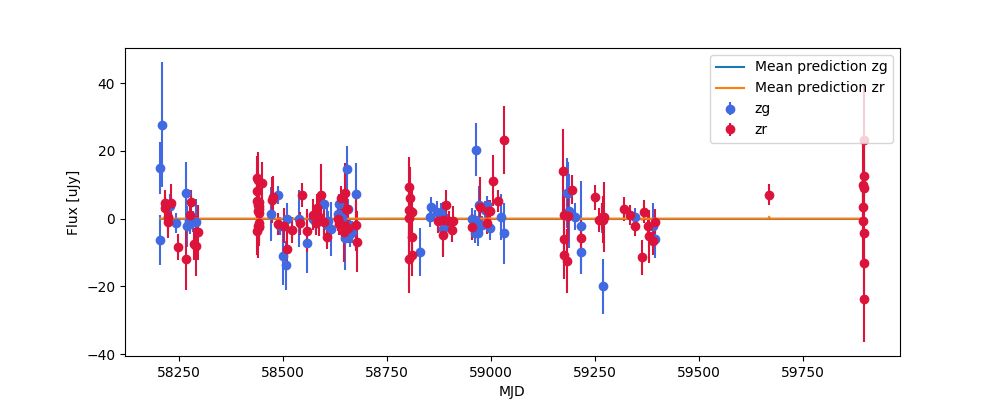 Mean prediction zg
Mean prediction zr
zg
zr
Flux [uJy]
40
20
0
−20
−40
58250
58500
58750
59000
59250
59500
59750
MJD